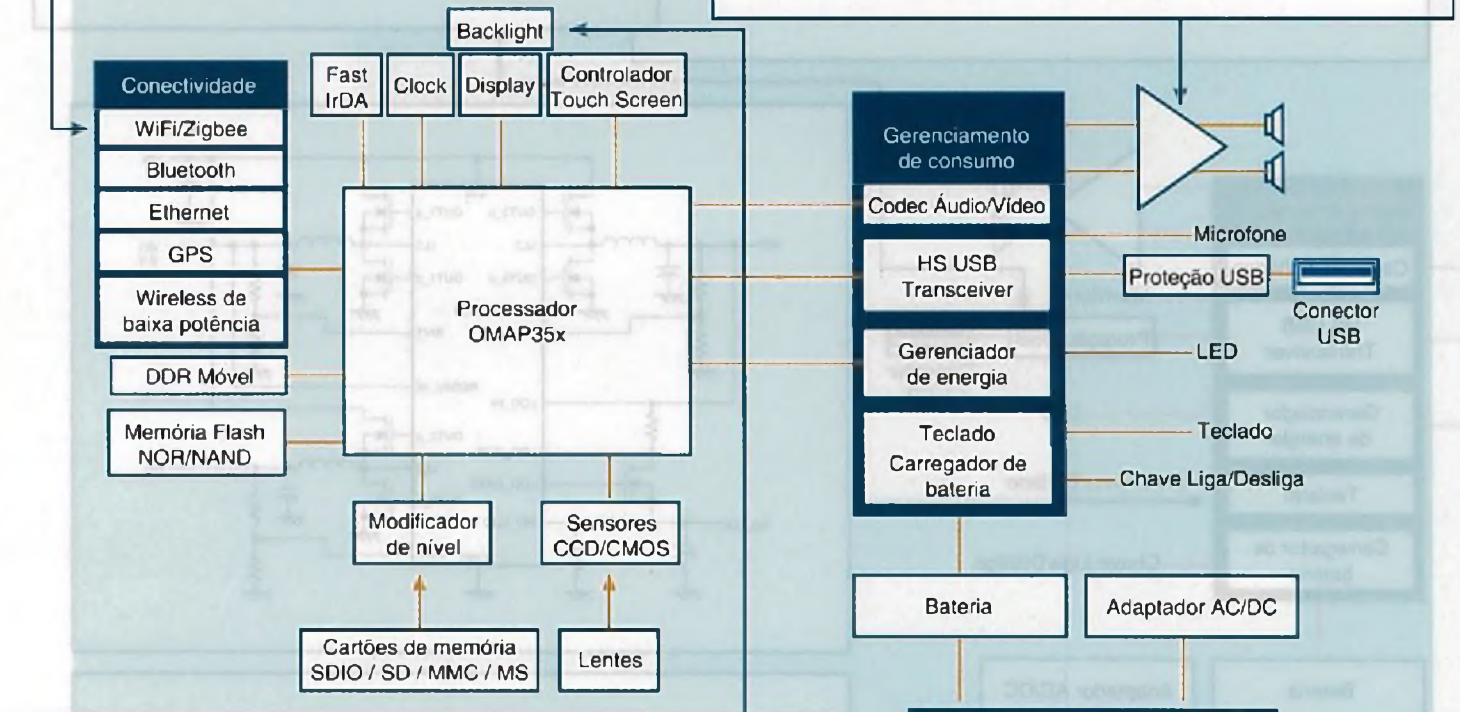 Backlight
Fast
IrDA
Clock
Display
Controlador
Touch Screen
Conectividade
WiFi/Zigbee
Bluetooth
Ethernet
GPS
Wireless de
baixa potência
DDR Móvel
Memória Flash
NOR/NAND
Processador
OMAP35x
Modificador
de nível
Sensores
CCD/CMOS
Cartões de memória
SDIO / SD / MMC / MS
Lentes
Gerenciamento
de consumo
Codec Áudio/Vídeo
HS USB
Transceiver
Gerenciador
de energia
Teclado
Carregador de
bateria
Microfone
Proteção USB
Conector
USB
LED
Teclado
Chave Liga/Desliga
Bateria
Adaptador AC/DC